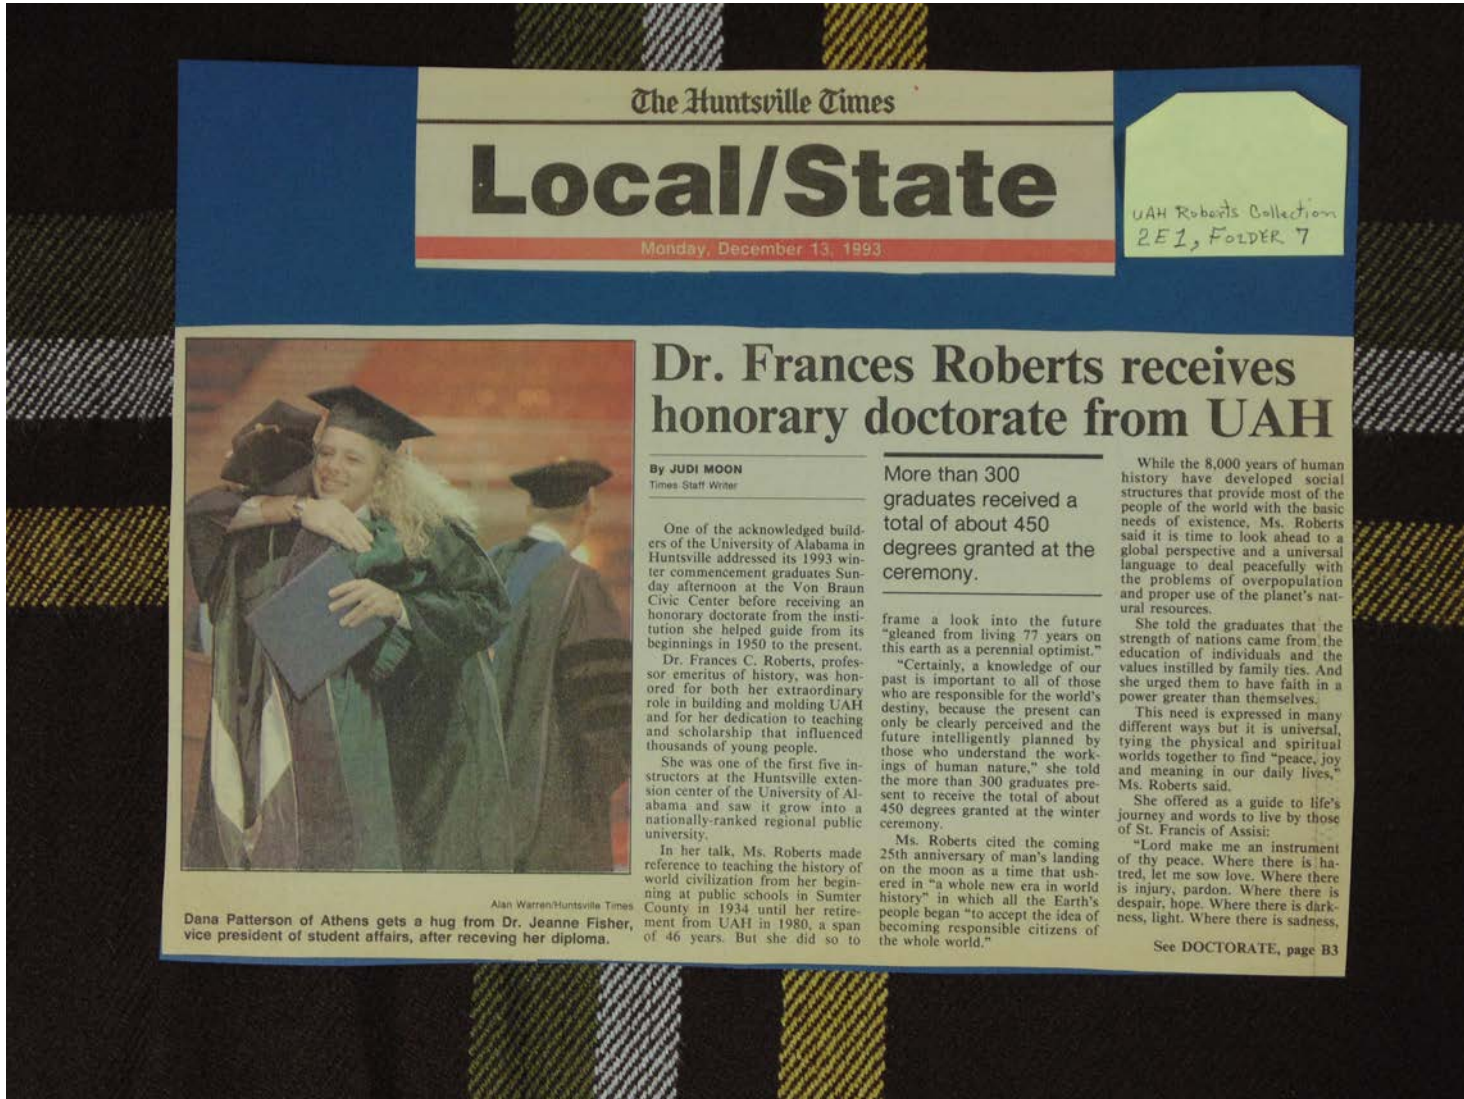 The Huntsville Times
Local/State
Monday, December 13, 1993
UAH Roberts Collection
2E1, FOLDER 7
Dr. Frances Roberts receives
honorary doctorate from UAH
By JUDI MOON
Times Staff Writer
One of the acknowledged build-
ers of the University of Alabama in
Huntsville addressed its 1993 win-
ter commencement graduates Sun-
day afternoon at the Von Braun
Civic Center before receiving an
honorary doctorate from the insti-
tution she helped guide from its
beginnings in 1950 to the present.
Dr. Frances C. Roberts, profes-
sor emeritus of history, was hon-
ored for both her extraordinary
role in building and molding UAH
and for her dedication to teaching
and scholarship that influenced
thousands of young people.
She was one of the first five in-
structors at the Huntsville exten-
sion center of the University of Al-
abama and saw it grow into a
nationally-ranked regional public
university.
In her talk, Ms. Roberts made
reference to teaching the history of
world civilization from her begin-
ning at public schools in Sumter
County in 1934 until her retire-
ment from UAH in 1980, a span
of 46 years. But she did so to
More than 300
graduates received a
total of about 450
degrees granted at the
ceremony.
frame a look into the future
"gleaned from living 77 years on
this earth as a perennial optimist."
"Certainly, a knowledge of our
past is important to all of those
who are responsible for the world's
destiny, because the present can
only be clearly perceived and the
future intelligently planned by
those who understand the work-
ings of human nature," she told
the more than 300 graduates pre-
sent to receive the total of about
450 degrees granted at the winter
ceremony.
Ms. Roberts cited the coming
25th anniversary of man's landing
on the moon as a time that ush-
ered in "a whole new era in world
history" in which all the Earth's
people began "to accept the idea of
becoming responsible citizens of
the whole world."
While the 8,000 years of human
history have developed social
structures that provide most of the
people of the world with the basic
needs of existence, Ms. Roberts
said it is time to look ahead to a
global perspective and a universal
language to deal peacefully with
the problems of overpopulation
and proper use of the planet's nat-
ural resources.
She told the graduates that the
strength of nations came from the
education of individuals and the
values instilled by family ties. And
she urged them to have faith in a
power greater than themselves.
This need is expressed in many
different ways but it is universal,
tying the physical and spiritual
worlds together to find "peace, joy
and meaning in our daily lives,"
Ms. Roberts said.
She offered as a guide to life's
journey and words to live by those
of St. Francis of Assisi:
"Lord make me an instrument
of thy peace. Where there is ha-
tred, let me sow love. Where there
is injury, pardon. Where there is
despair, hope. Where there is dark-
ness, light. Where there is sadness,
See DOCTORATE, page B3
Alan Warren/Huntsville Times
Dana Patterson of Athens gets a hug from Dr. Jeanne Fisher,
vice president of student affairs, after receving her diploma.